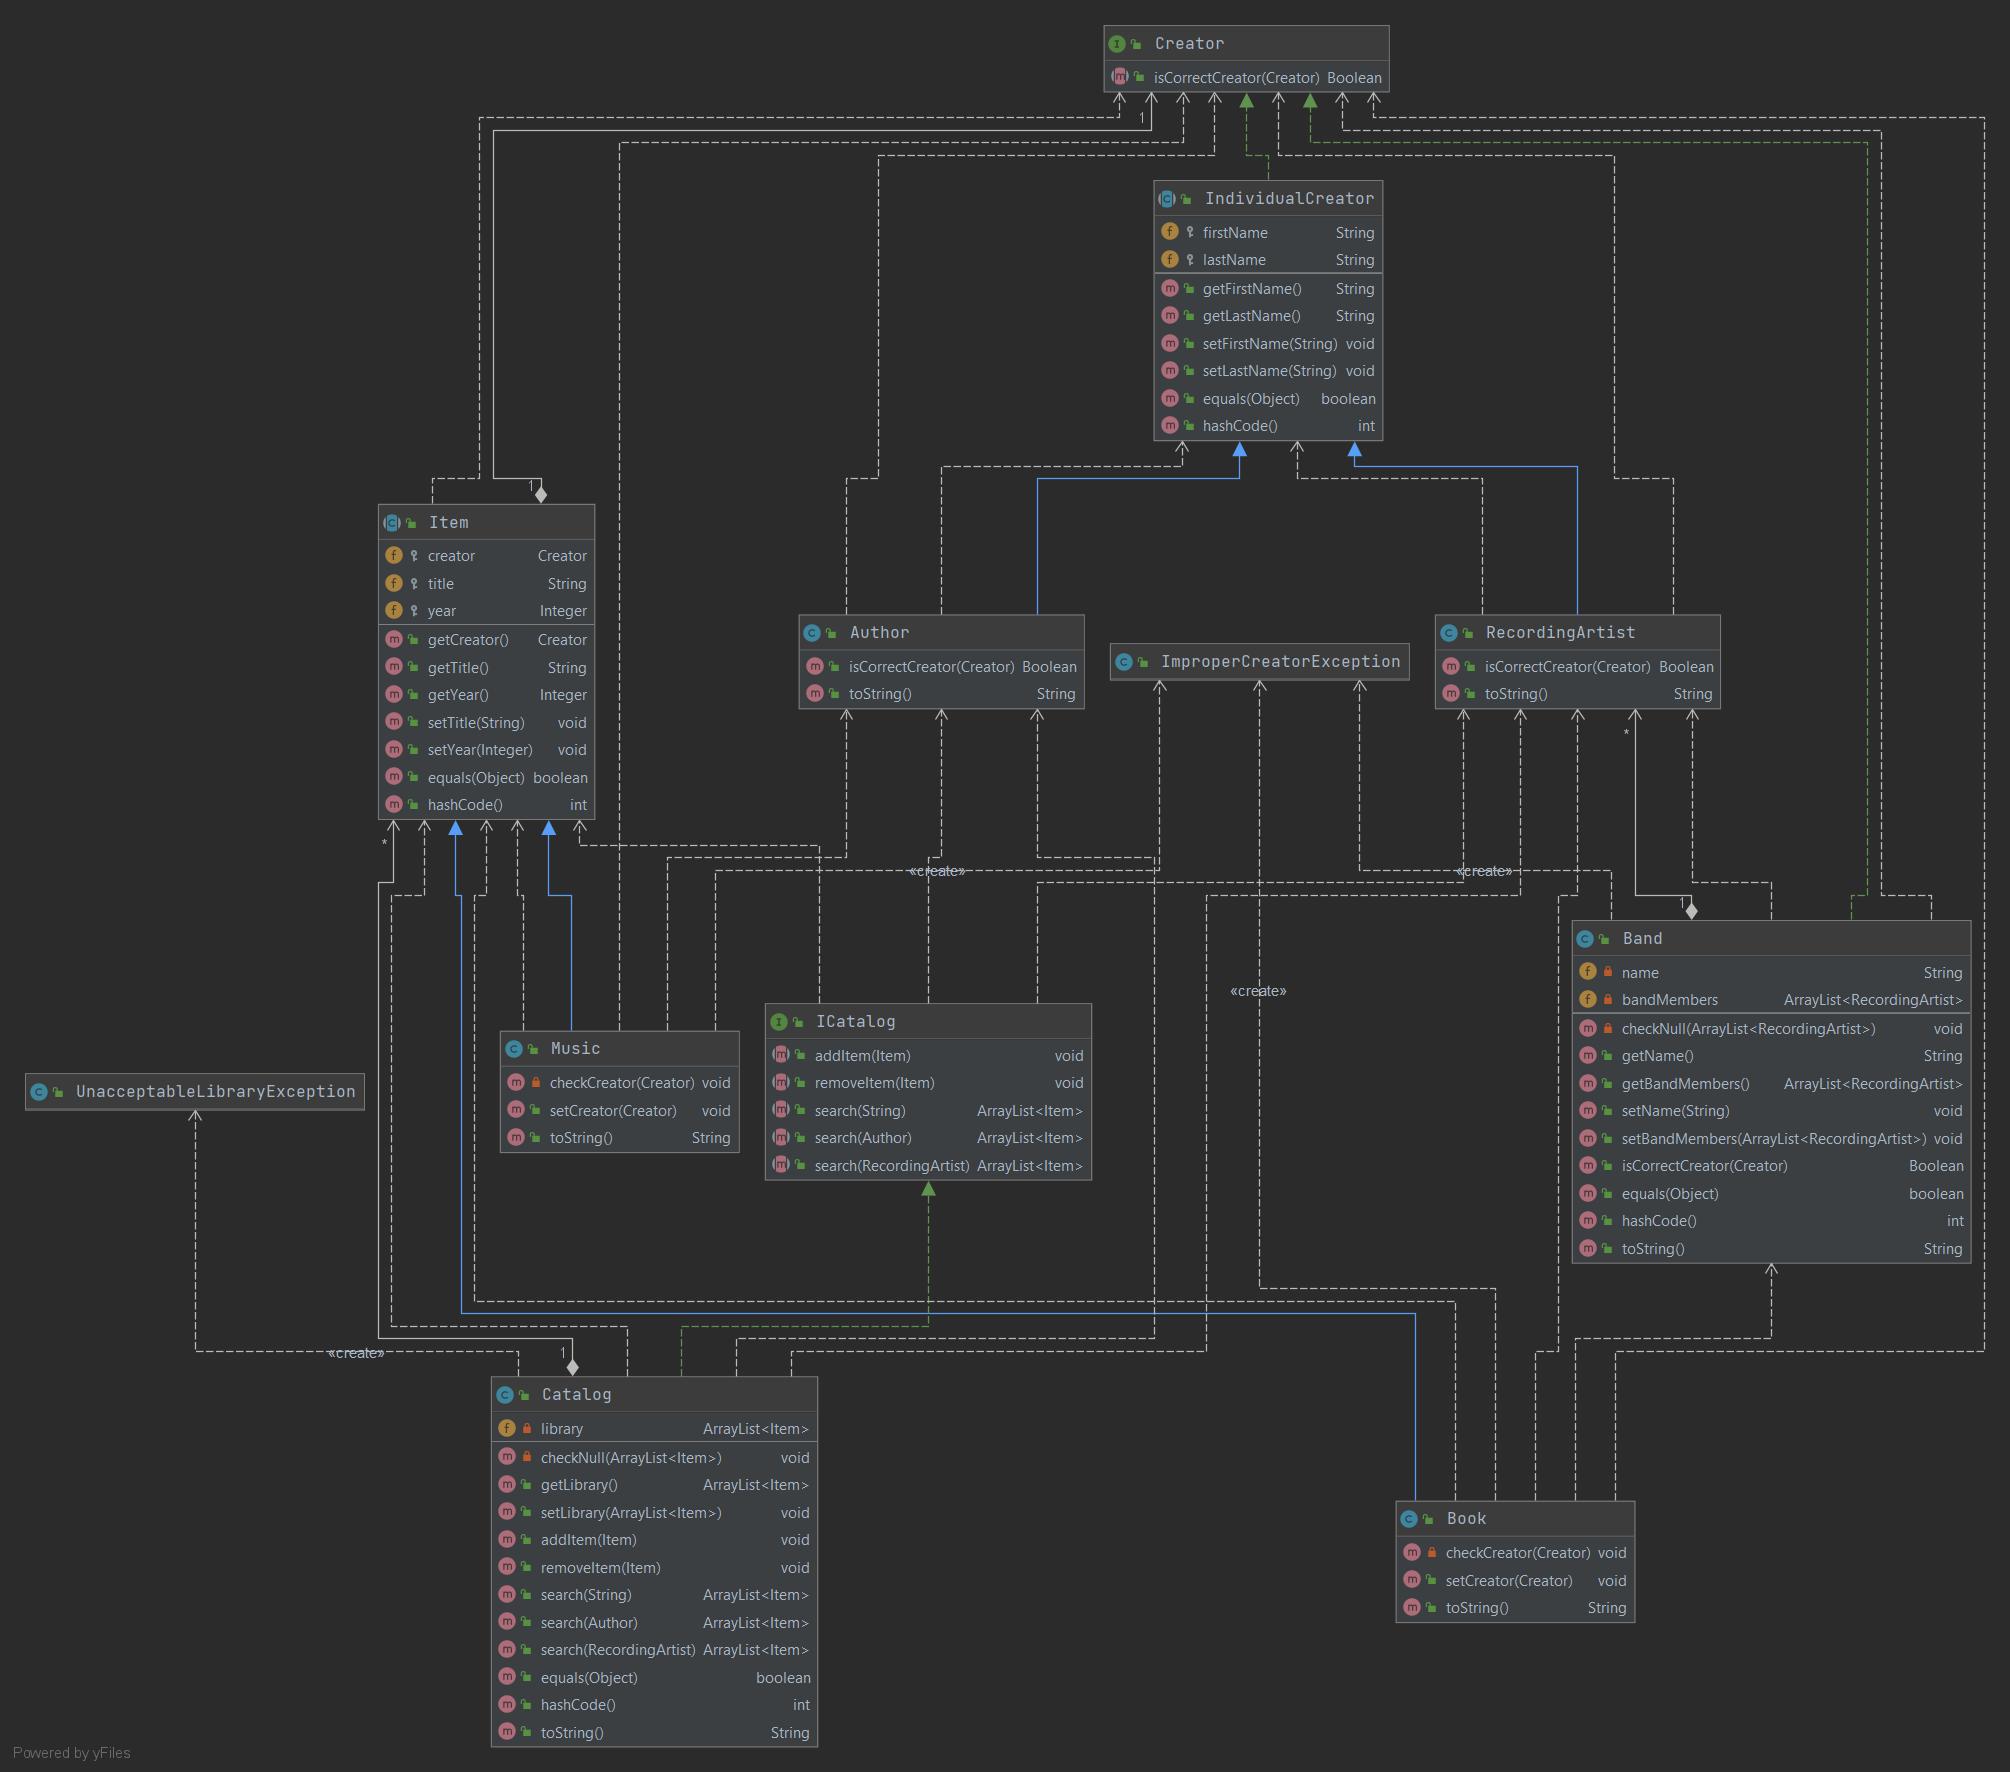 Creator
isCorrectCreator(Creator) Boolean
1
IndividualCreator
firstName String
lastName String
getFirstName() String
getLastName() String
setFirstName(String) void
setLastName(String) void
equals(Object) boolean
hashCode() int
1
Item
creator Creator
title String
year Integer
getCreator() Creator
getTitle() String
getYear() Integer
setTitle(String) void
setYear(Integer) void
equals(Object) boolean
hashCode() int
*
Author
isCorrectCreator(Creator) Boolean
toString() String
ImproperCreatorException
RecordingArtist
isCorrectCreator(Creator) Boolean
toString() String
*
«create»
«create»
1
Band
name String
bandMembers ArrayList<RecordingArtist>
checkNull(ArrayList<RecordingArtist>) void
getName() String
getBandMembers() ArrayList<RecordingArtist>
setName(String) void
setBandMembers(ArrayList<RecordingArtist>) void
isCorrectCreator(Creator) Boolean
equals(Object) boolean
hashCode() int
toString() String
«create»
Music
checkCreator(Creator) void
setCreator(Creator) void
toString() String
ICatalog
addItem(Item) void
removeItem(Item) void
search(String) ArrayList<Item>
search(Author) ArrayList<Item>
search(RecordingArtist) ArrayList<Item>
UnacceptableLibraryException
«create»
1
Catalog
library ArrayList<Item>
checkNull(ArrayList<Item>) void
getLibrary() ArrayList<Item>
setLibrary(ArrayList<Item>) void
addItem(Item) void
removeItem(Item) void
search(String) ArrayList<Item>
search(Author) ArrayList<Item>
search(RecordingArtist) ArrayList<Item>
equals(Object) boolean
hashCode() int
toString() String
Book
checkCreator(Creator) void
setCreator(Creator) void
toString() String
Powered by yFiles